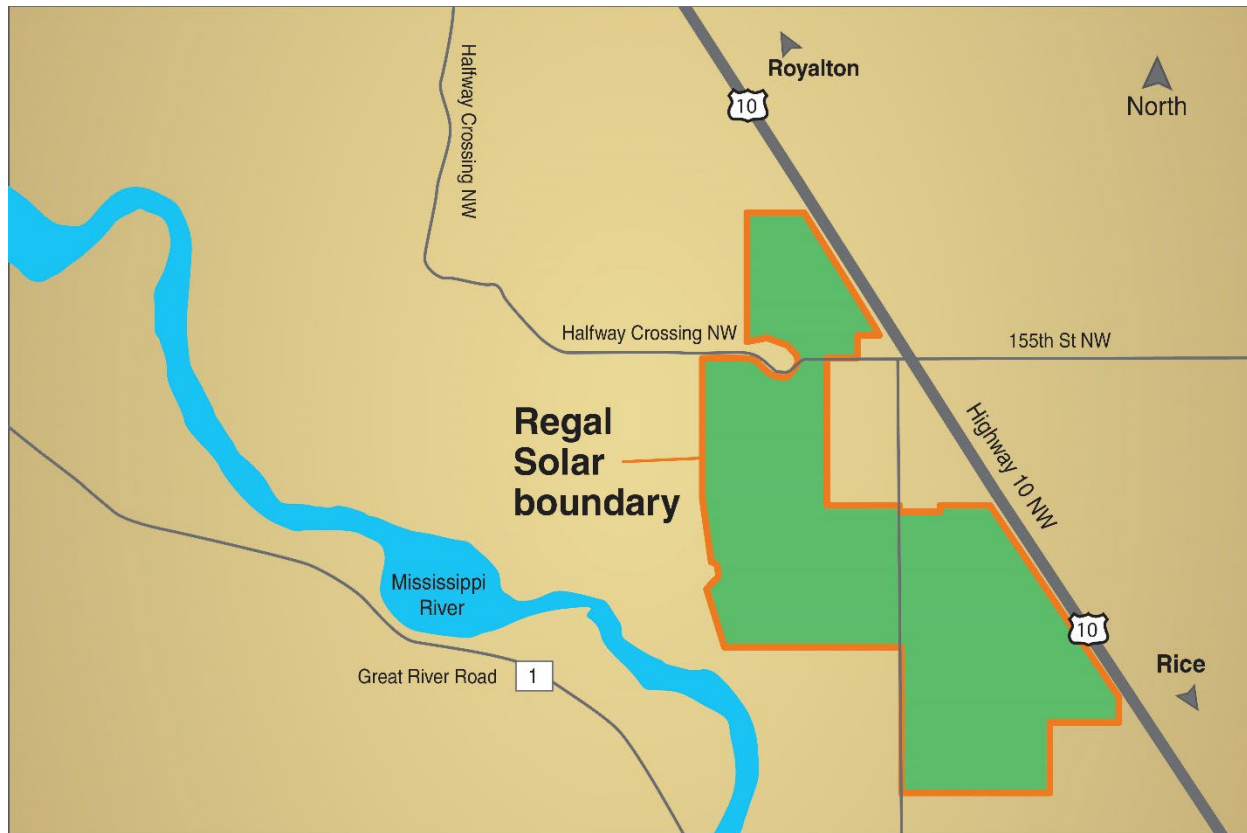 Halfway Crossing NW
Royalton
10
North
Halfway Crossing NW
155th St NW
Regal
Solar
boundary
Highway 10 NW
Mississippi
River
10
Great River Road
1
Rice